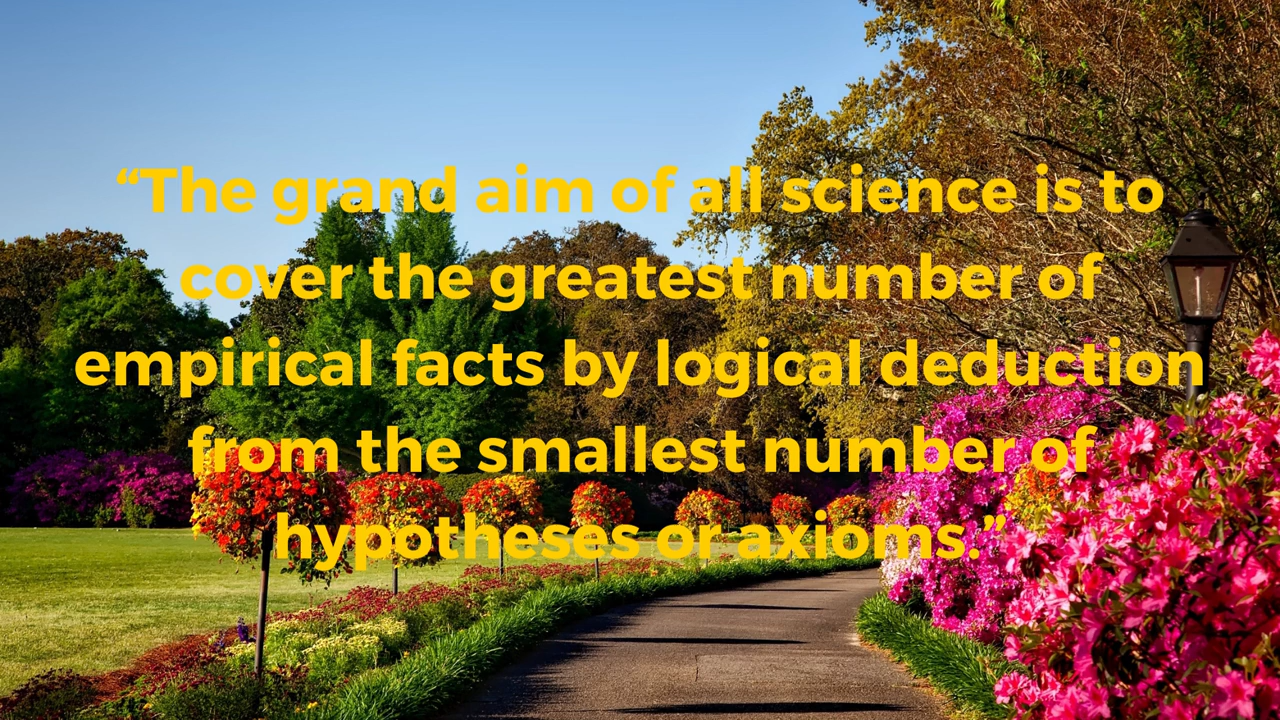 “The grand aim of all science is to
cover the greatest number of
empirical facts by logical deduction
from the smallest number of
hypotheses or axioms.”